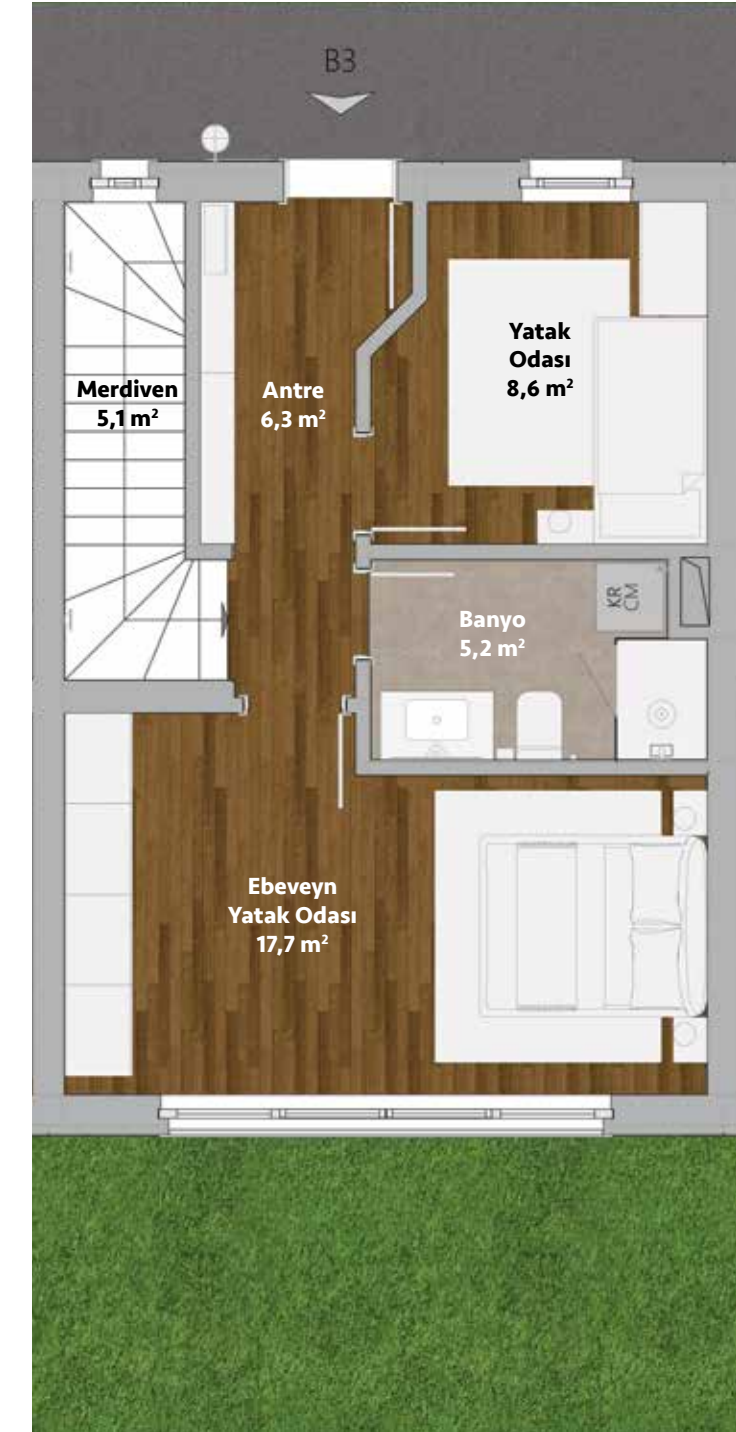 B3
Merdiven
5,1 m²
Antre
6,3 m²
Yatak
Odası
8,6 m²
KR
CM
Banyo
5,2 m²
Ebeveyn
Yatak Odası
17,7 m²